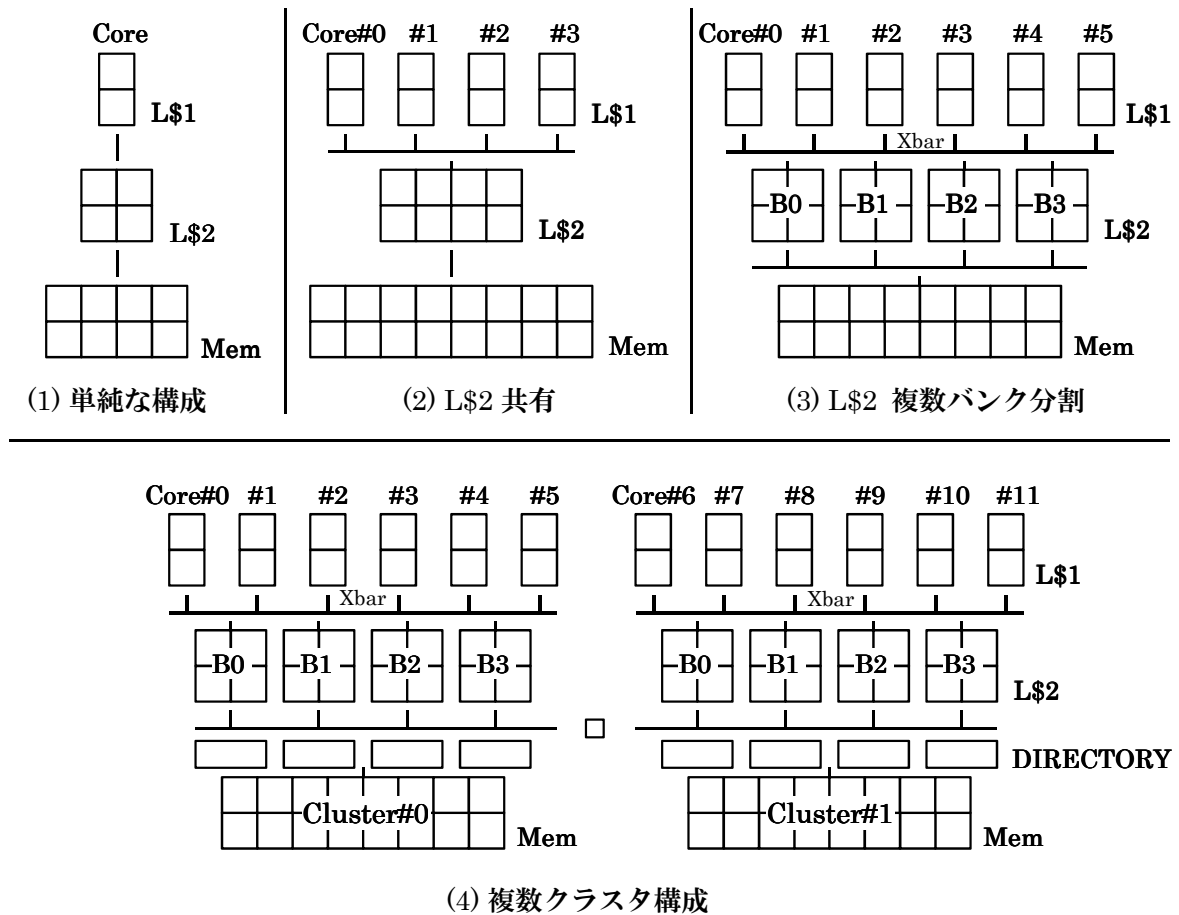 Core
L$1
L$2
Mem
(1) 単純な構成
Core#0 #1 #2 #3
L$1
L$2
Mem
(2) L$2 共有
Core#0 #1 #2 #3 #4 #5
L$1
Xbar
B0 B1 B2 B3
L$2
Mem
(3) L$2 複数バンク分割
Core#0 #1 #2 #3 #4 #5
Xbar
B0 B1 B2 B3
Cluster#0
Mem
Core#6 #7 #8 #9 #10 #11
L$1
Xbar
B0 B1 B2 B3
L$2
DIRECTORY
Cluster#1
Mem
(4) 複数クラスタ構成